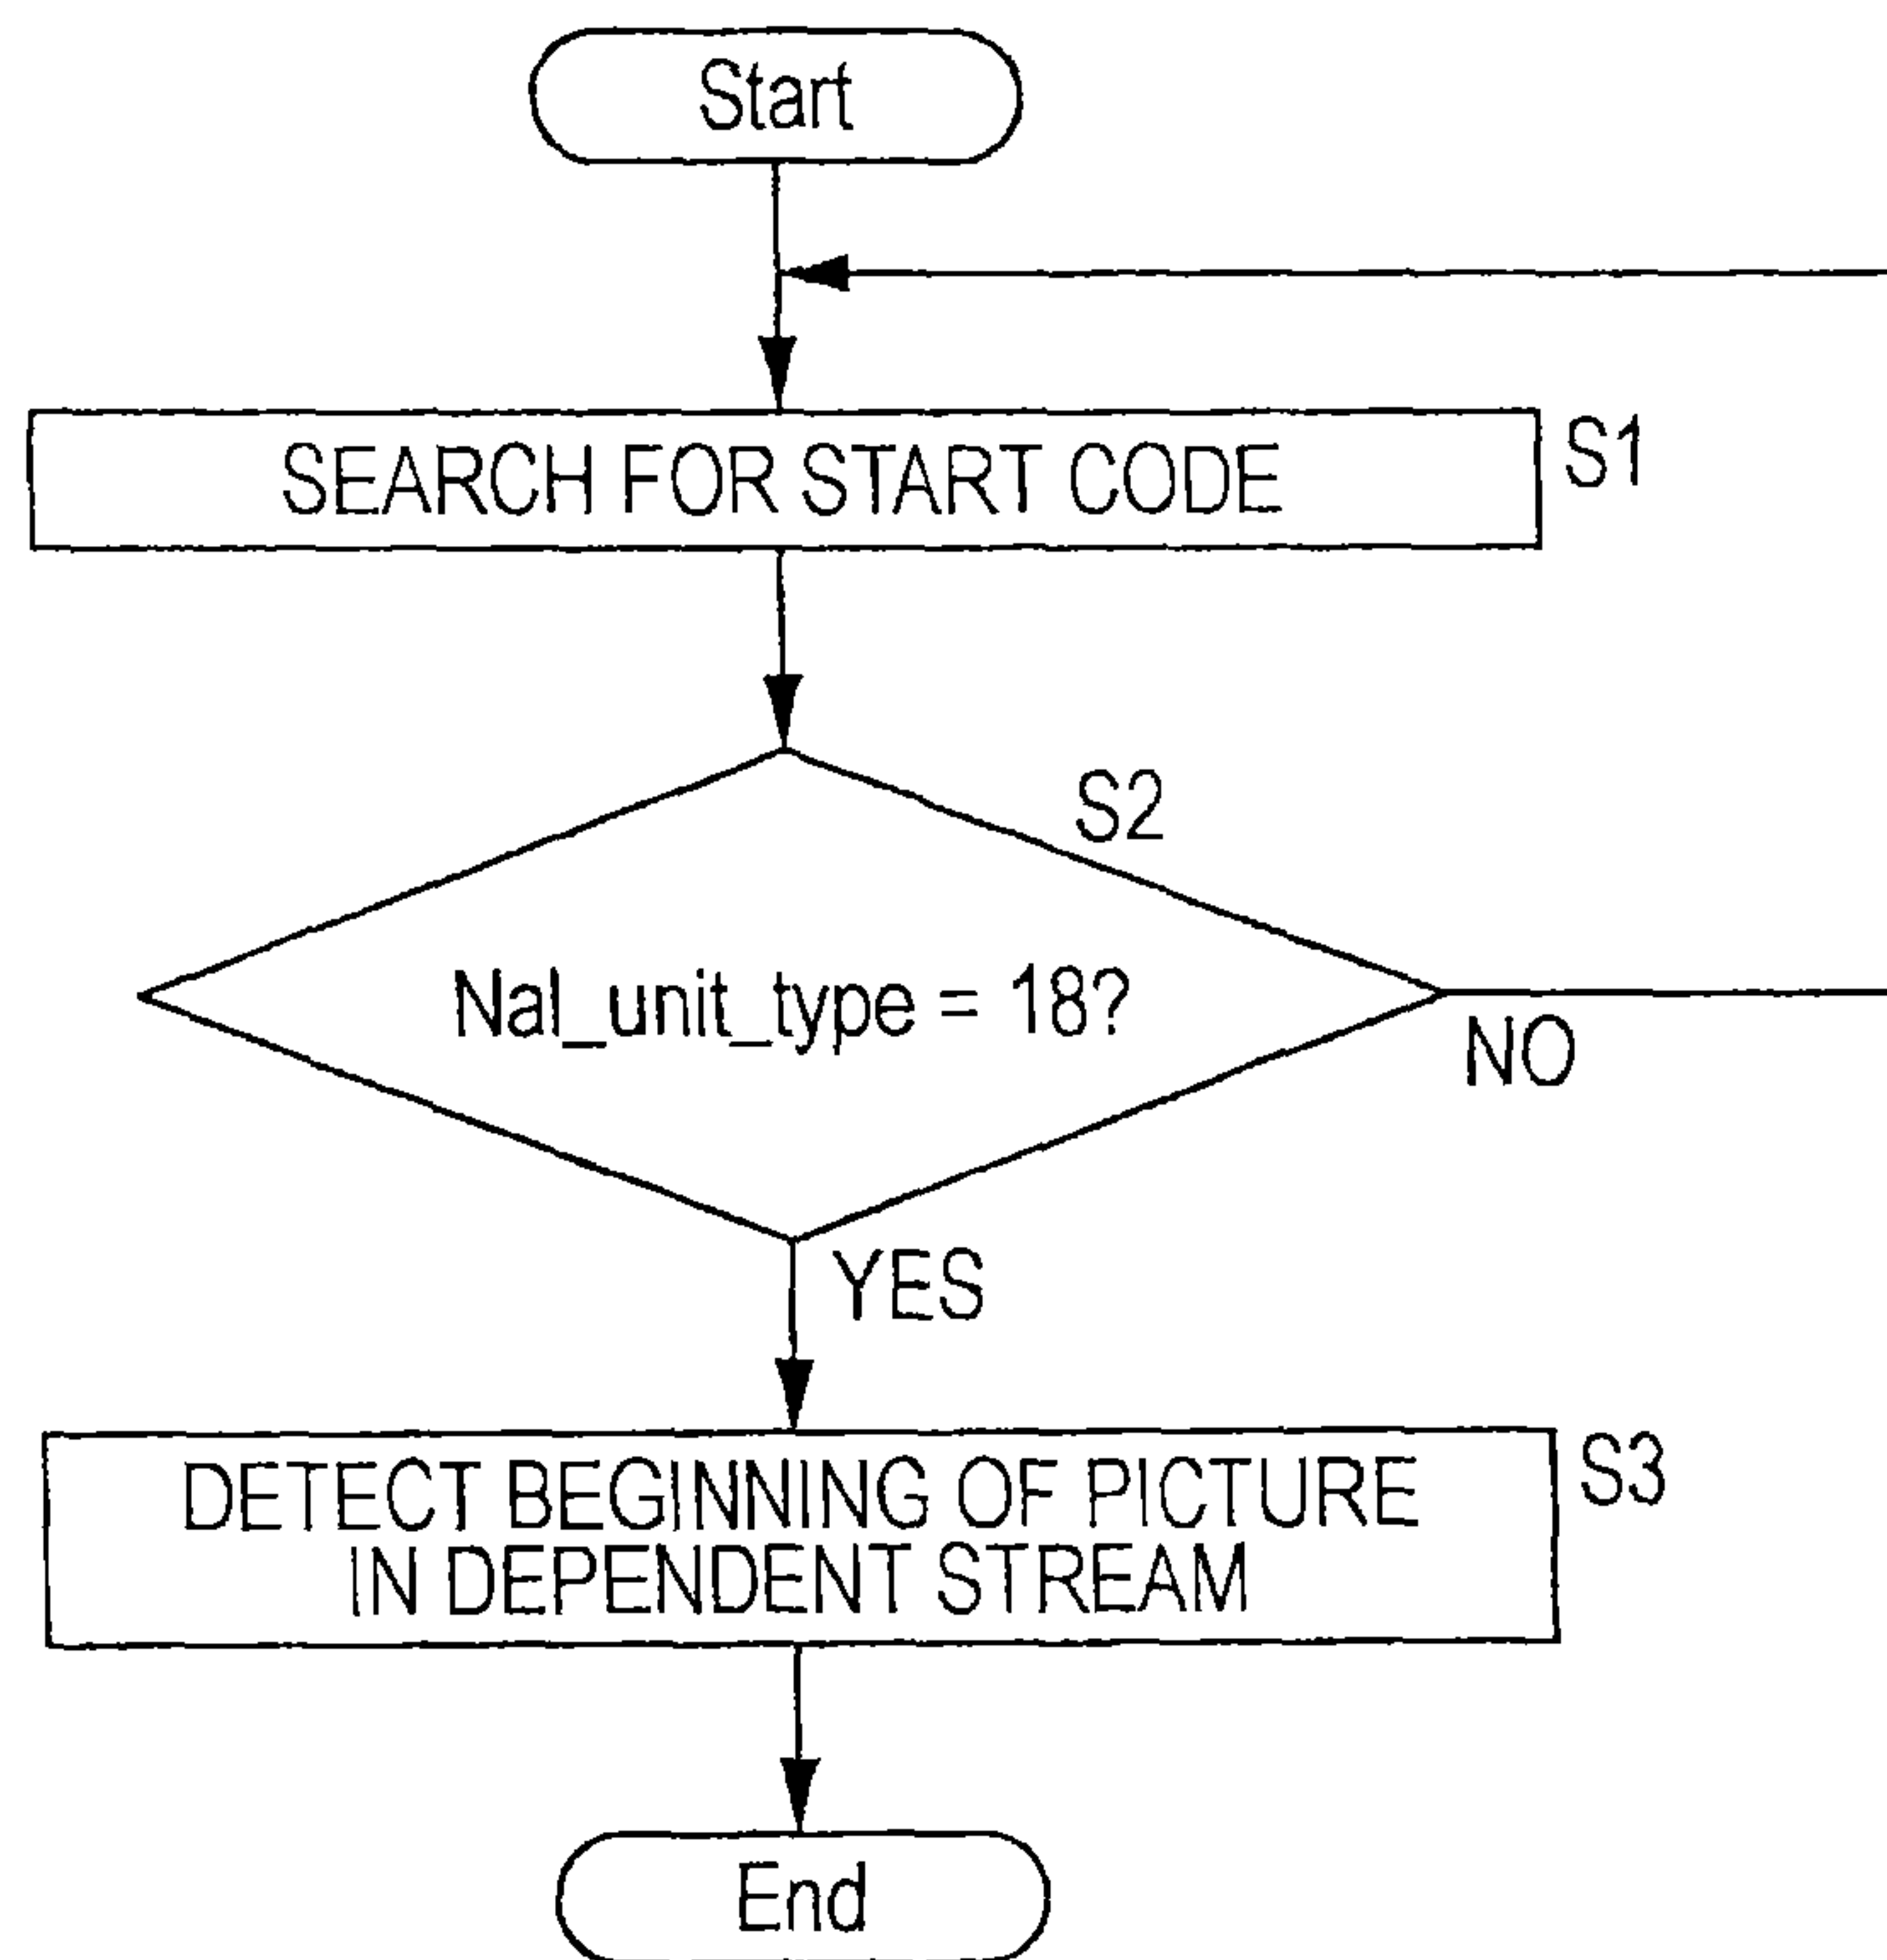 Start
SEARCH FOR START CODE
S1
S2
Nal_unit_type = 18?
NO
YES
DETECT BEGINNING OF PICTURE
IN DEPENDENT STREAM
S3
End